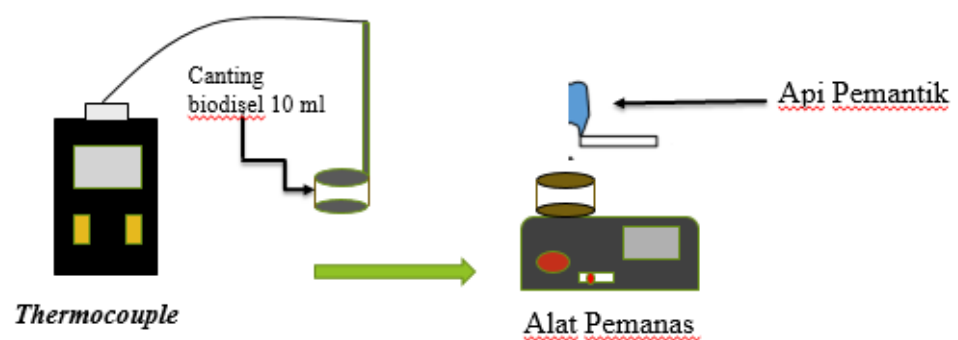 Canting
biodisel 10 ml
Api Pemantik
Thermocouple
Alat Pemanas